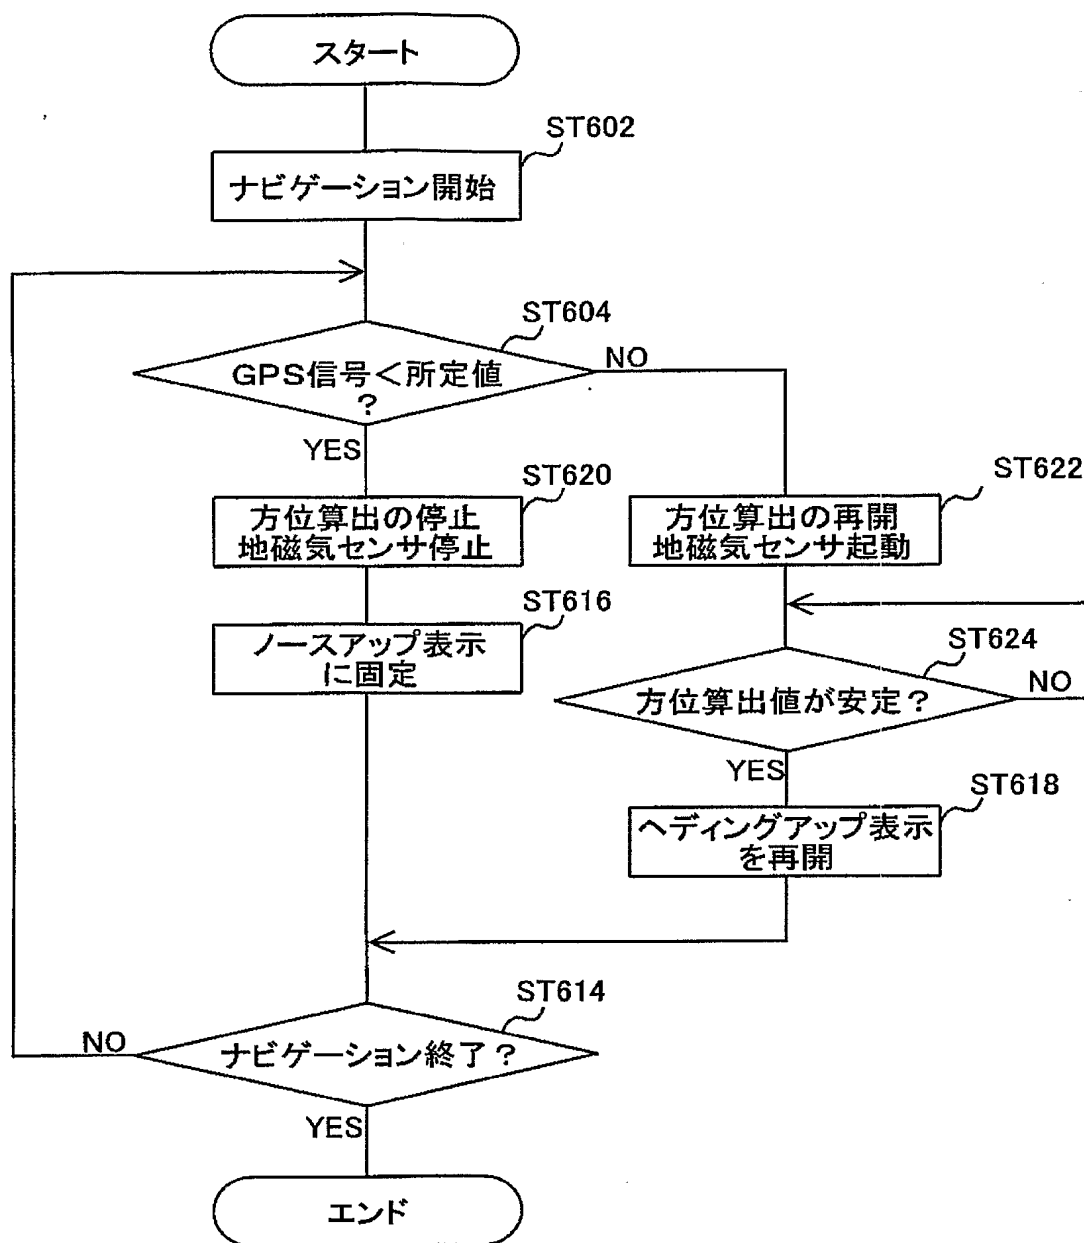 スタート
ST602
ナビゲーション開始
ST604
GPS信号<所定値
?
NO
YES
ST620
方位算出の停止
地磁気センサ停止
ST622
方位算出の再開
地磁気センサ起動
ST616
ノースアップ表示
に固定
ST624
方位算出値が安定?
NO
YES
ST618
ヘディングアップ表示
を再開
ST614
ナビゲーション終了?
NO
YES
エンド